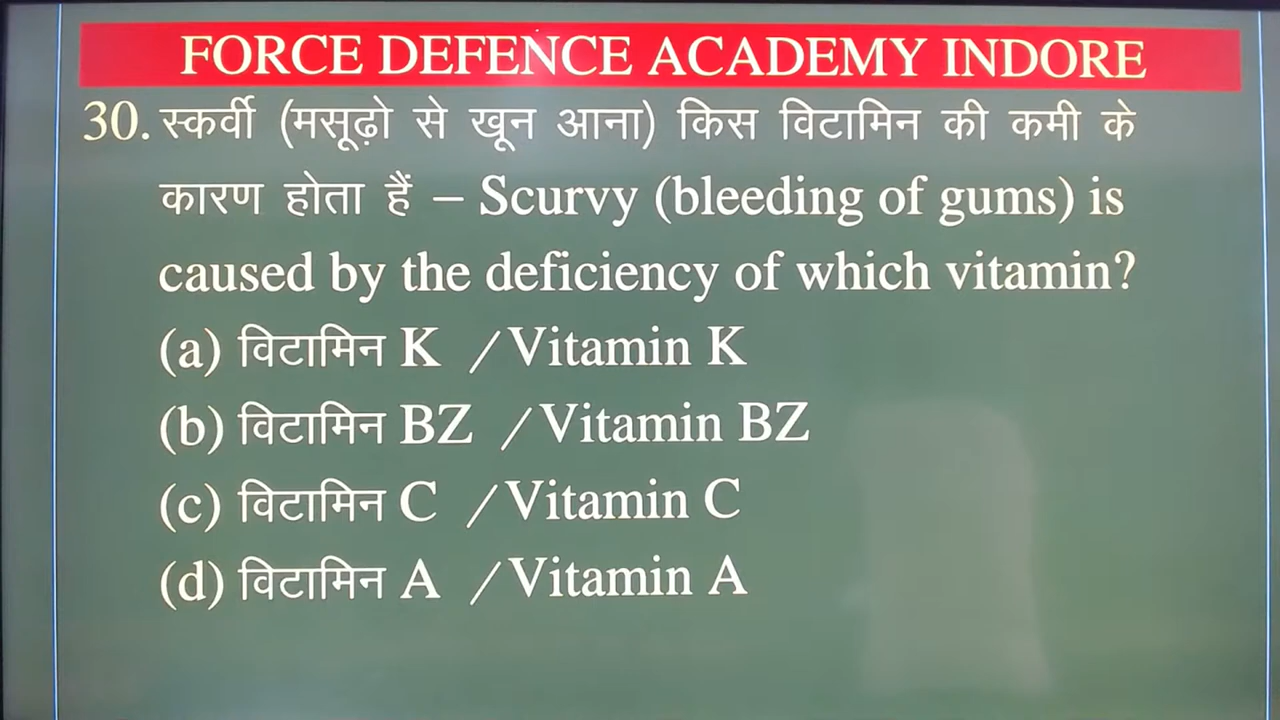 FORCE DEFENCE ACADEMY INDORE
30. स्कर्वी (मसूढ़ो से खून आना) किस विटामिन की कमी के
कारण होता हैं – Scurvy (bleeding of gums) is
caused by the deficiency of which vitamin?
(a) विटामिन K / Vitamin K
(b) विटामिन BZ / Vitamin BZ
(c) विटामिन C / Vitamin C
(d) विटामिन A / Vitamin A